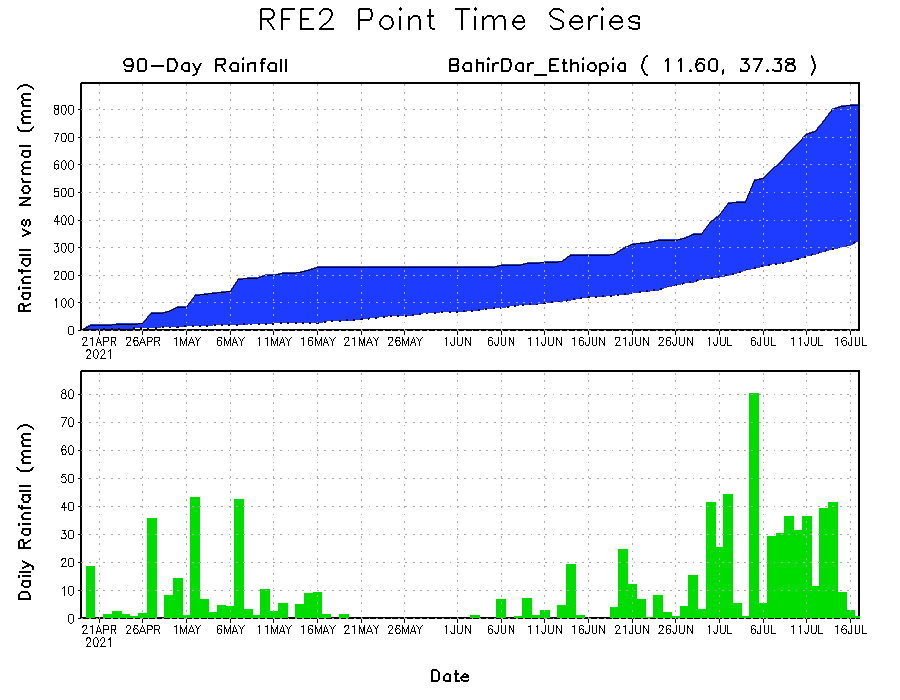 RFE2 Point Time Series
90-Day Rainfall
BahirDar_Ethiopia ( 11.60, 37.38 )
Rainfall vs Normal (mm)
800
700
600
500
400
300
200
100
0
21APR 26APR 1MAY 6MAY 11MAY 16MAY 21MAY 26MAY 1JUN 6JUN 11JUN 16JUN 21JUN 26JUN 1JUL 6JUL 11JUL 16JUL
2021
Daily Rainfall (mm)
80
70
60
50
40
30
20
10
0
21APR 26APR 1MAY 6MAY 11MAY 16MAY 21MAY 26MAY 1JUN 6JUN 11JUN 16JUN 21JUN 26JUN 1JUL 6JUL 11JUL 16JUL
2021
Date